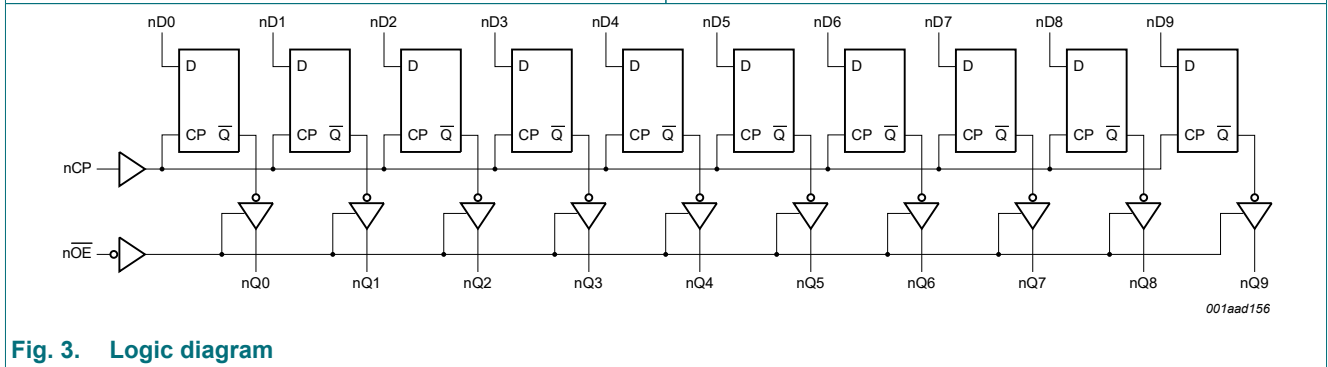 nD0 nD1 nD2 nD3 nD4 nD5 nD6 nD7 nD8 nD9
D D D D D D D D D D
CP Q̅ CP Q̅ CP Q̅ CP Q̅ CP Q̅ CP Q̅ CP Q̅ CP Q̅ CP Q̅ CP Q̅
nCP
nO̅E̅
nQ0 nQ1 nQ2 nQ3 nQ4 nQ5 nQ6 nQ7 nQ8 nQ9
001aad156
Fig. 3. Logic diagram